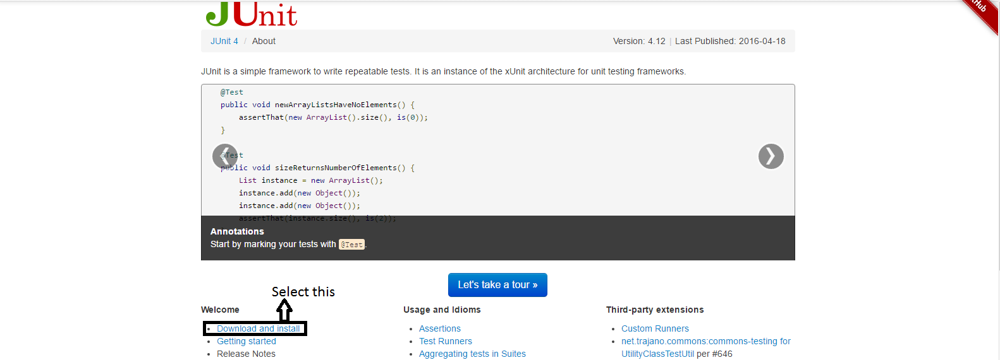 JUnit
tHub
JUnit 4 / About
Version: 4.12 | Last Published: 2016-04-18
JUnit is a simple framework to write repeatable tests. It is an instance of the xUnit architecture for unit testing frameworks.
@Test
public void newArrayListsHaveNoElements() {
assertThat(new ArrayList().size(), is(0));
}
@Test
public void sizeReturnsNumberOfElements() {
List instance = new ArrayList();
instance.add(new Object());
instance.add(new Object());
assertThat(instance.size(), is(2));
Annotations
Start by marking your tests with @Test.
Let's take a tour »
Select this
Welcome
Download and install
Getting started
Release Notes
Usage and Idioms
Assertions
Test Runners
Aggregating tests in Suites
Third-party extensions
Custom Runners
net.trajano.commons:commons-testing for
UtilityClassTestUtil per #646